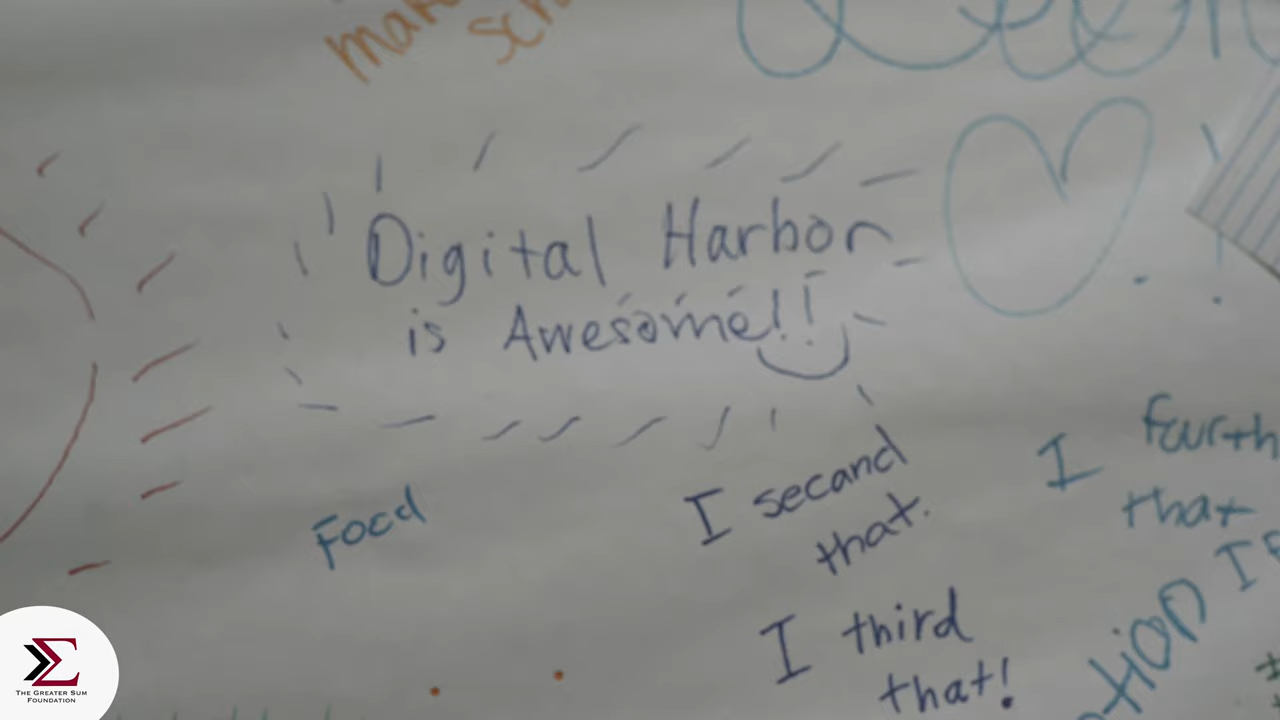 Digital Harbor
is Awesome!!
Food
I second
that.
I fourth
that
I third
that!
THE GREATER SUM
FOUNDATION